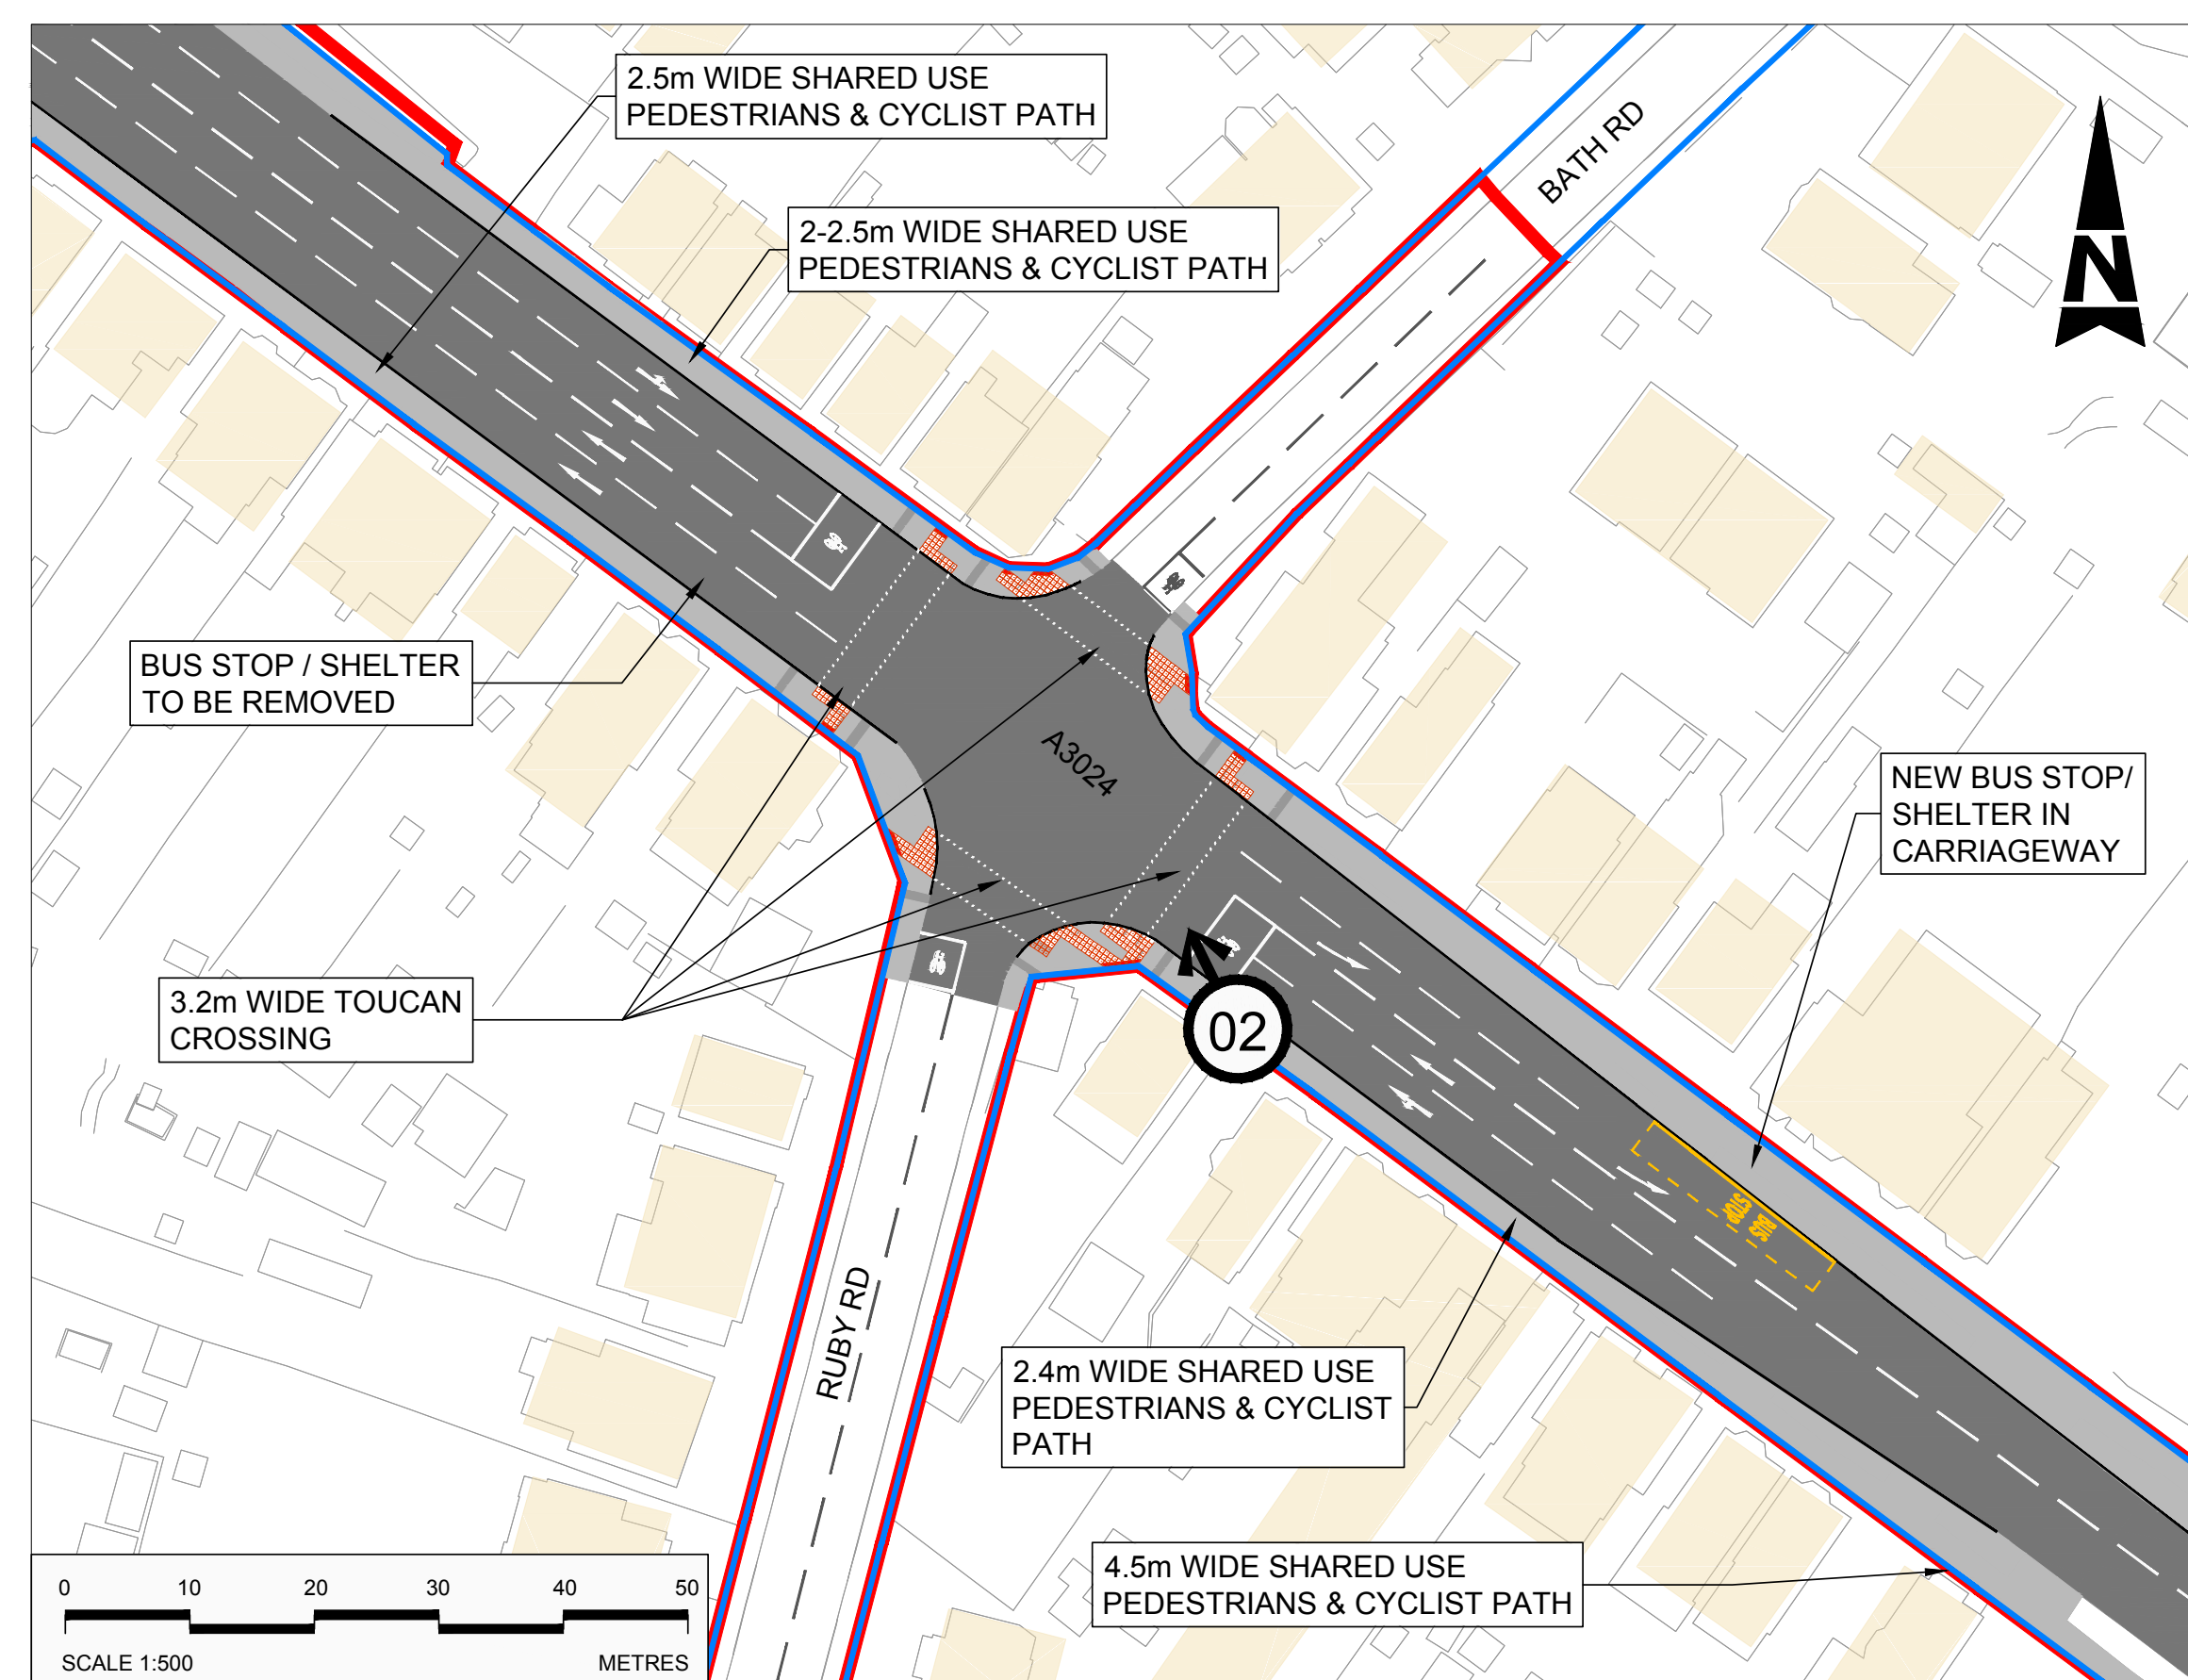 2.5m WIDE SHARED USE
PEDESTRIANS & CYCLIST PATH
BATH RD
2-2.5m WIDE SHARED USE
PEDESTRIANS & CYCLIST PATH
N
BUS STOP / SHELTER
TO BE REMOVED
A3024
NEW BUS STOP/
SHELTER IN
CARRIAGEWAY
3.2m WIDE TOUCAN
CROSSING
02
BUS
STOP
RUBY RD
2.4m WIDE SHARED USE
PEDESTRIANS & CYCLIST
PATH
4.5m WIDE SHARED USE
PEDESTRIANS & CYCLIST PATH
0 10 20 30 40 50
SCALE 1:500 METRES